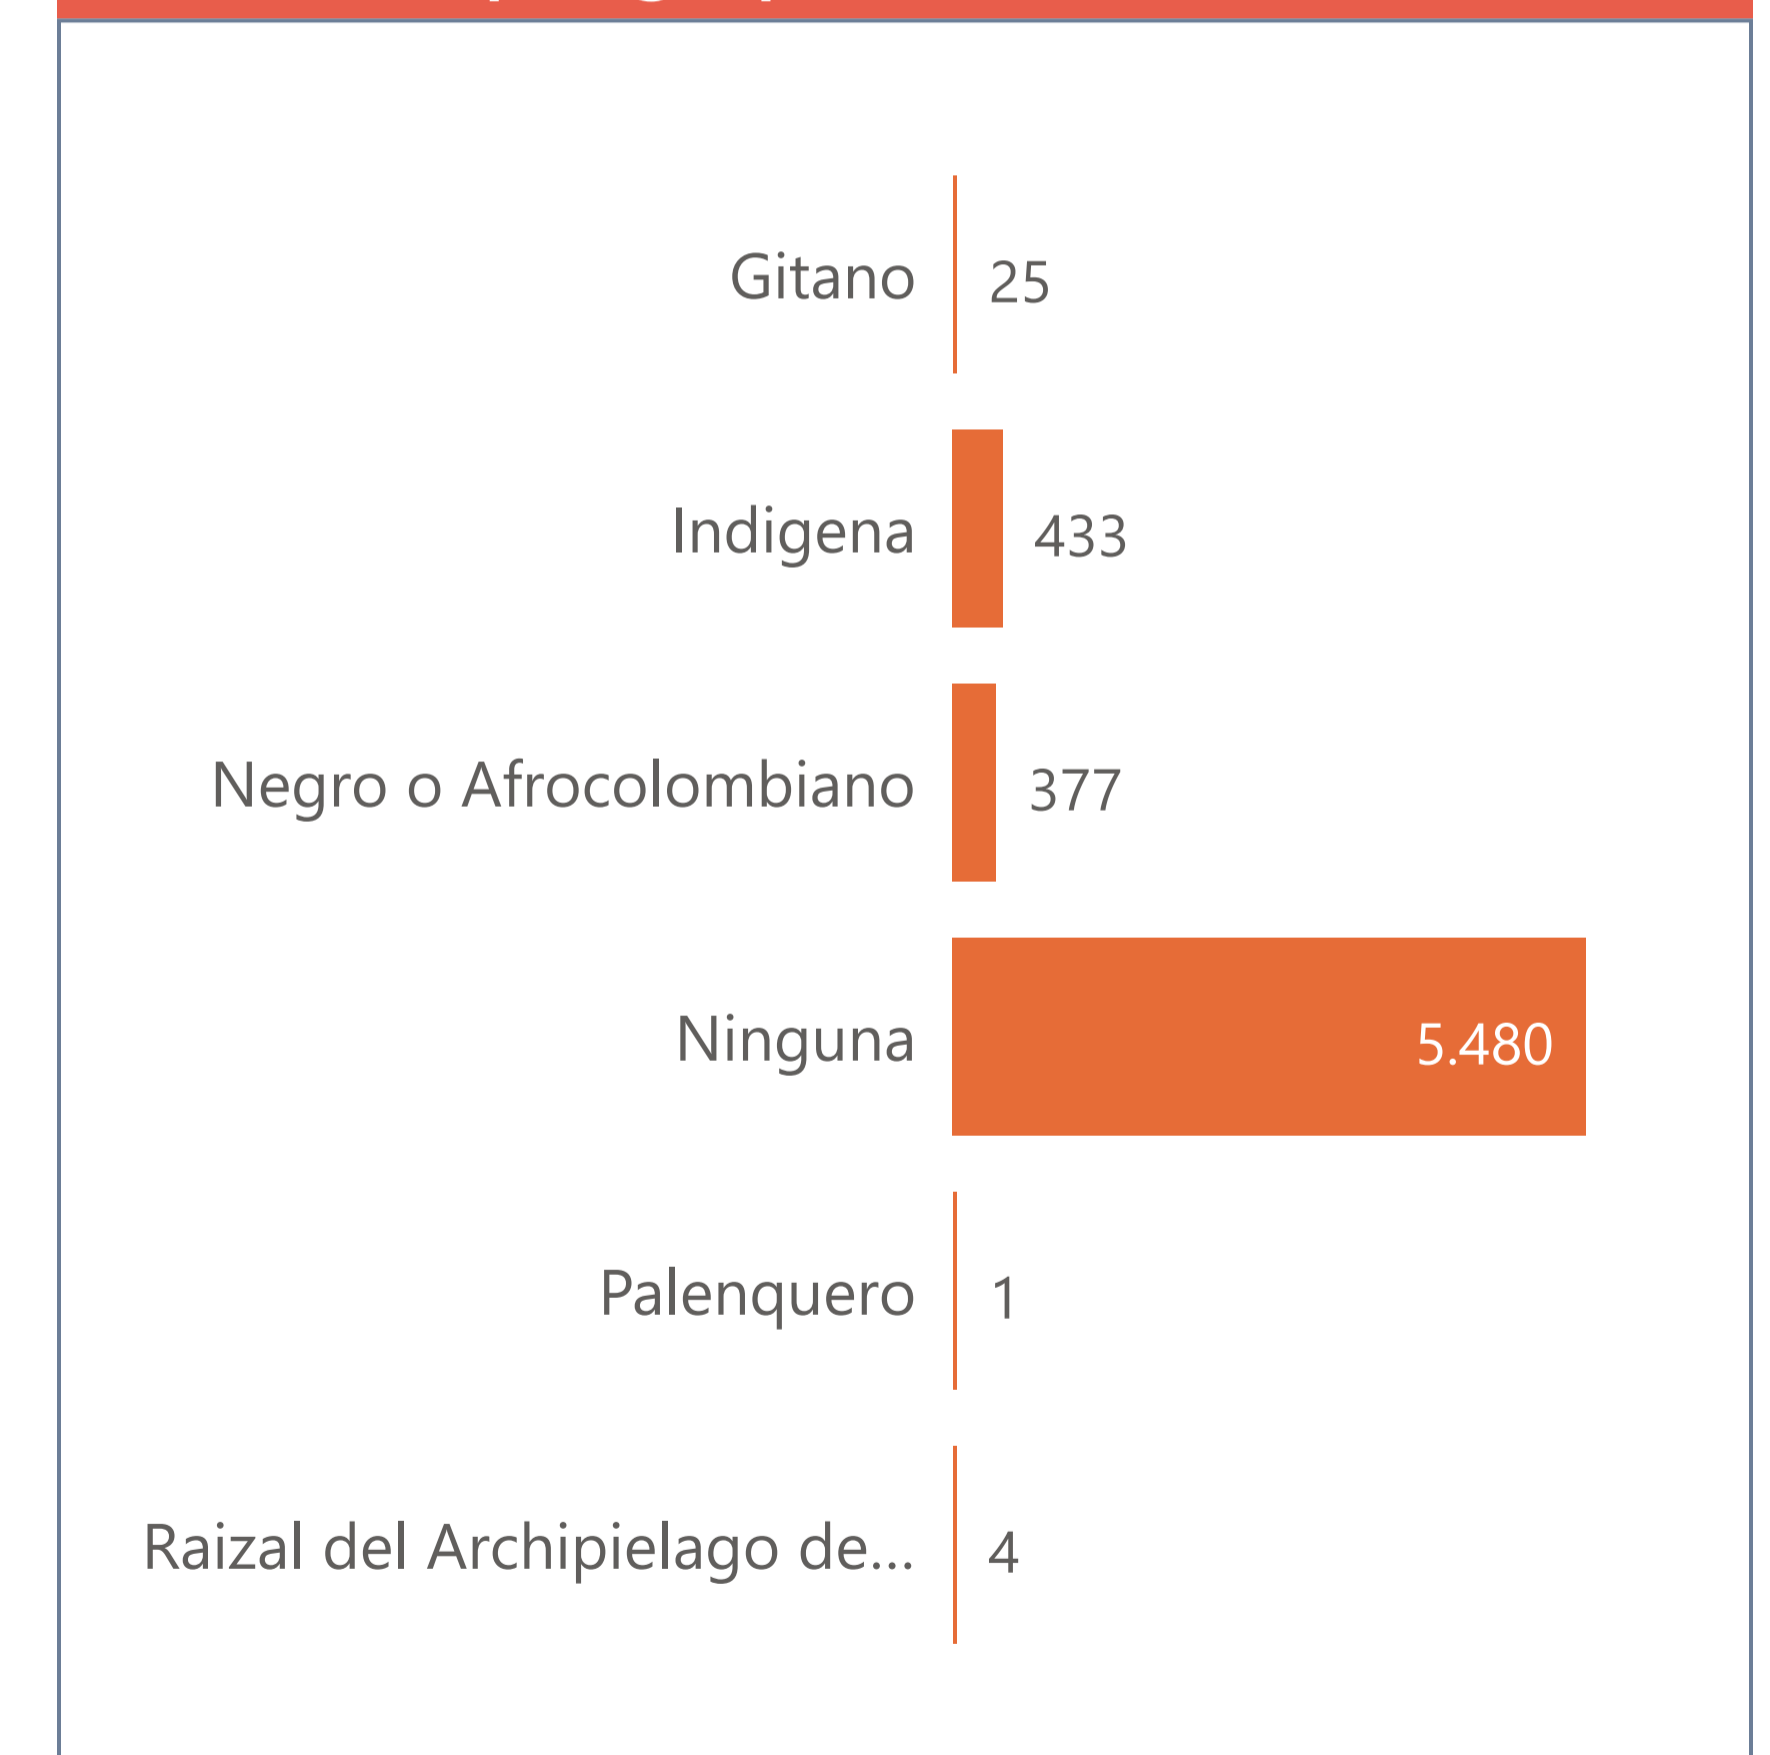 Gitano 25
Indigena 433
Negro o Afrocolombiano 377
Ninguna 5.480
Palenquero 1
Raizal del Archipielago de... 4